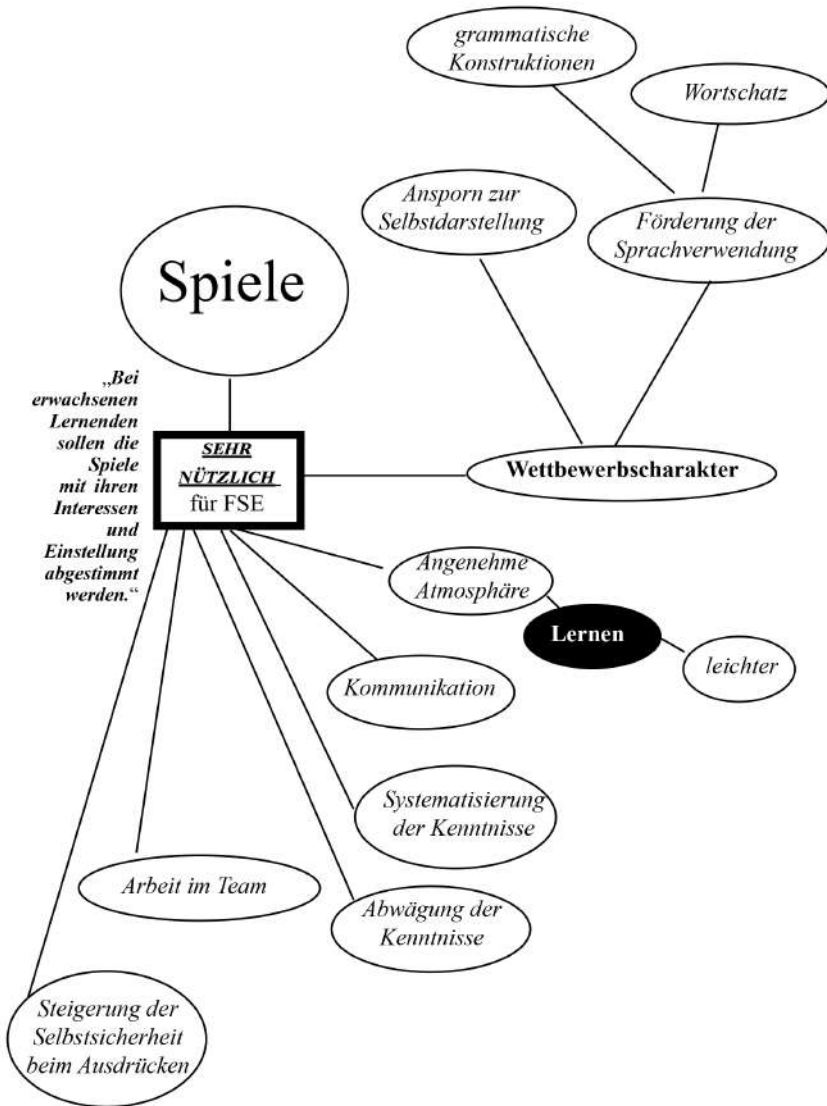 grammatische
Konstruktionen
Wortschatz
Ansporn zur
Selbstdarstellung
Förderung der
Sprachverwendung
Spiele
„Bei
erwachsenen
Lernenden
sollen die
Spiele
mit ihren
Interessen
und
Einstellung
abgestimmt
werden.“
SEHR
NÜTZLICH
für FSE
Wettbewerbscharakter
Angenehme
Atmosphäre
Lernen
leichter
Kommunikation
Systematisierung
der Kenntnisse
Arbeit im Team
Abwägung der
Kenntnisse
Steigerung der
Selbstsicherheit
beim Ausdrücken